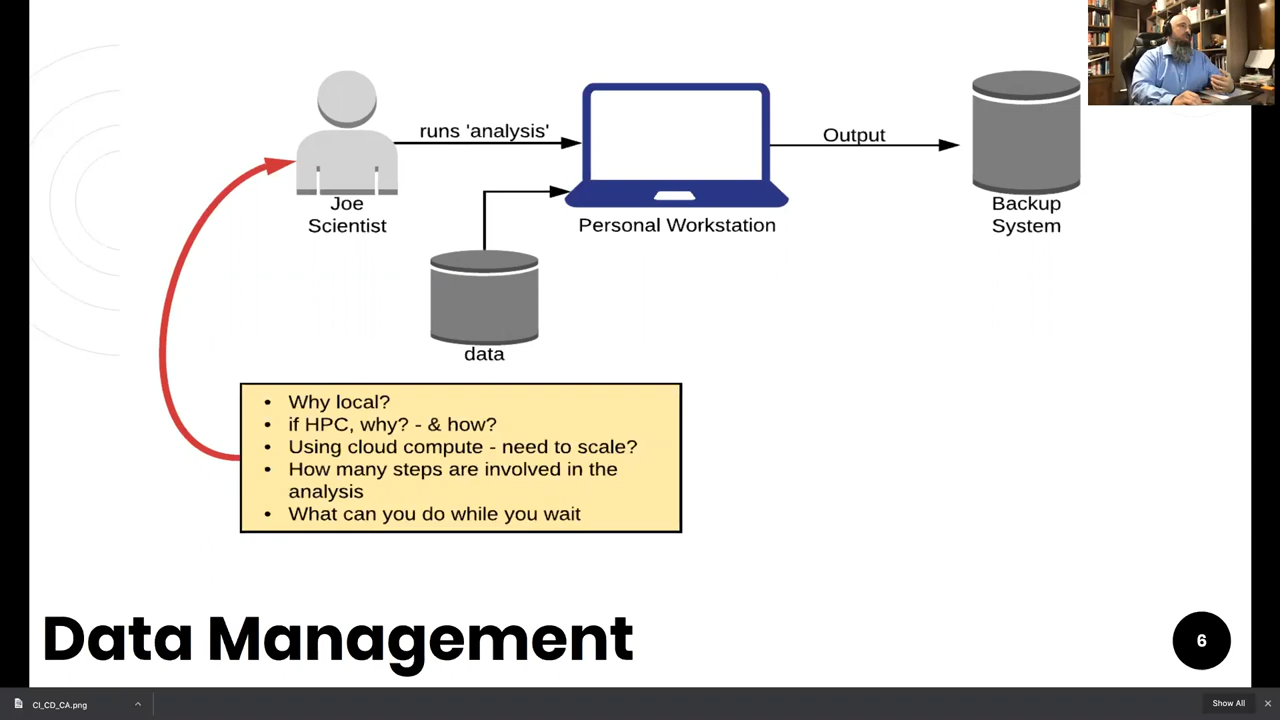 runs 'analysis'
Output
Joe
Scientist
Personal Workstation
Backup
System
data
• Why local?
• if HPC, why? - & how?
• Using cloud compute - need to scale?
• How many steps are involved in the
analysis
• What can you do while you wait
Data Management
6
CI_CD_CA.png
Show All